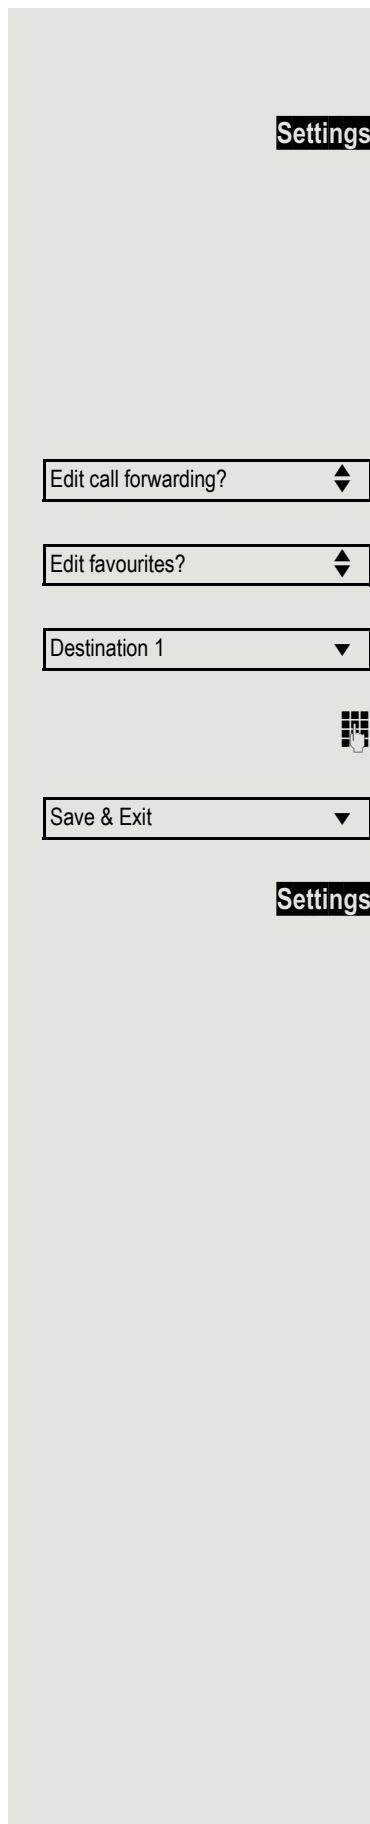 Settings
Edit call forwarding?
Edit favourites?
Destination 1
Save & Exit
Settings